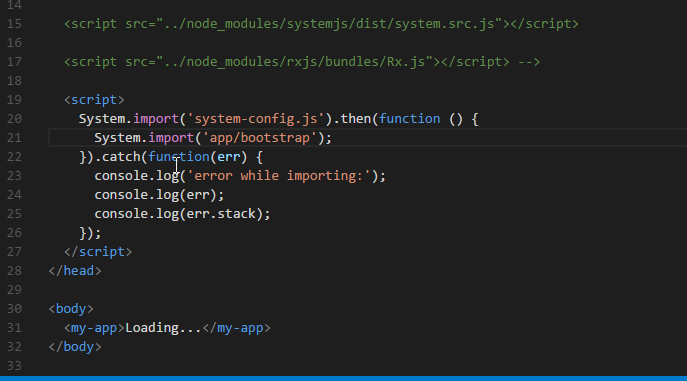 14
15 <script src="../node_modules/systemjs/dist/system.src.js"></script>
16
17 <script src="../node_modules/rxjs/bundles/Rx.js"></script> -->
18
19 <script>
20 System.import('system-config.js').then(function () {
21 System.import('app/bootstrap');
22 }).catch(function(err) {
23 console.log('error while importing:');
24 console.log(err);
25 console.log(err.stack);
26 });
27 </script>
28 </head>
29
30 <body>
31 <my-app>Loading...</my-app>
32 </body>
33